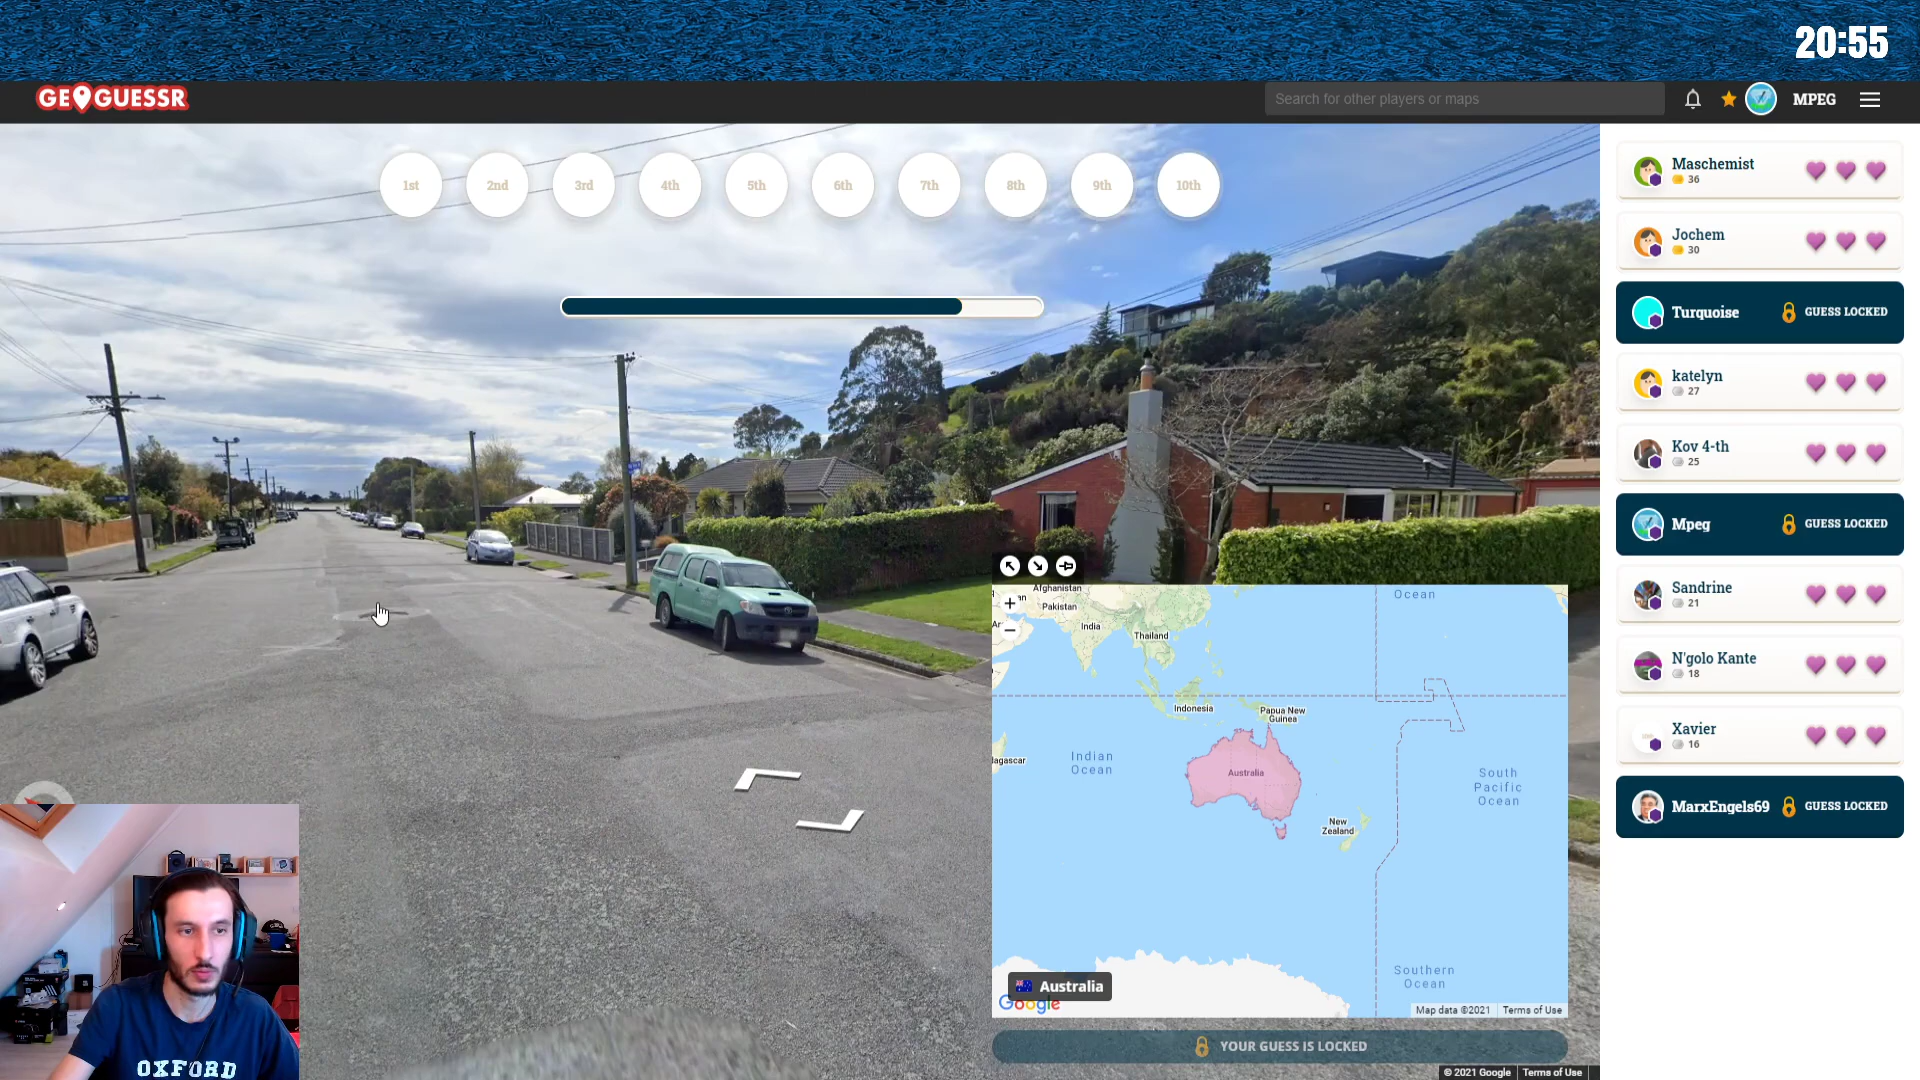 20:55
GEOGUESSR
Search for other players or maps
MPEG
1st 2nd 3rd 4th 5th 6th 7th 8th 9th 10th
Maschemist
36
Jochem
30
Turquoise GUESS LOCKED
katelyn
27
Kov 4-th
25
Mpeg GUESS LOCKED
Sandrine
21
N'golo Kante
18
Xavier
16
MarxEngels69 GUESS LOCKED
Afghanistan
Pakistan
India
Thailand
Ocean
Indonesia
Papua New
Guinea
Indian
Ocean
Australia
South
Pacific
Ocean
New
Zealand
Southern
Ocean
Australia
Google
Map data ©2021 Terms of Use
YOUR GUESS IS LOCKED
© 2021 Google Terms of Use
OXFORD